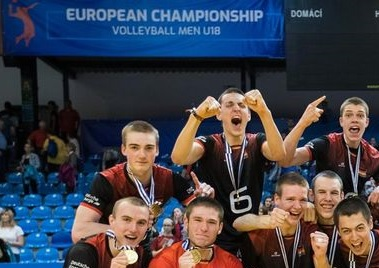 EUROPEAN CHAMPIONSHIP
VOLLEYBALL MEN U18
DOMÁCÍ
6